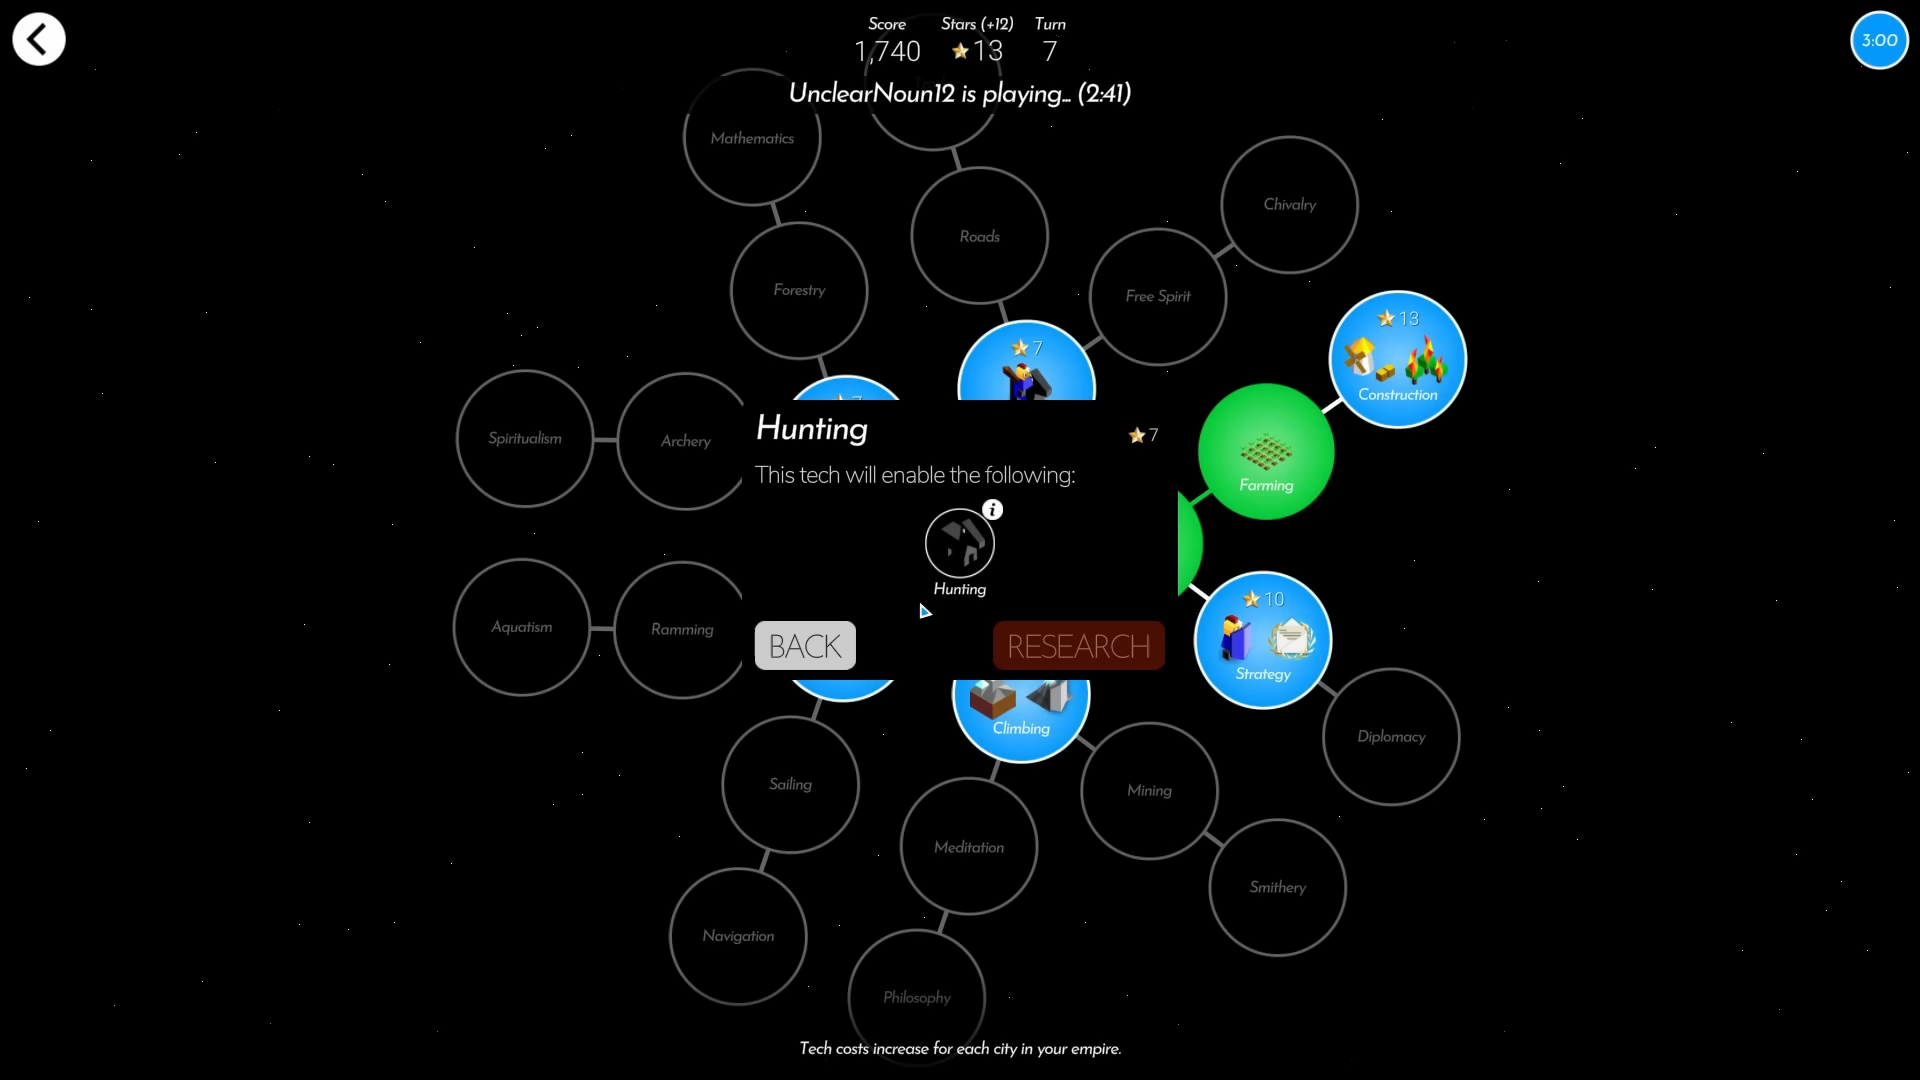 Score Stars (+12) Turn
1,740 13 7
3:00
UnclearNoun12 is playing... (2:41)
Mathematics
Chivalry
Roads
Forestry
Free Spirit
13
Construction
7
Spiritualism
Archery
Hunting
7
This tech will enable the following:
Farming
i
Hunting
10
Strategy
Aquatism
Ramming
BACK
RESEARCH
Climbing
Diplomacy
Sailing
Mining
Meditation
Smithery
Navigation
Philosophy
Tech costs increase for each city in your empire.